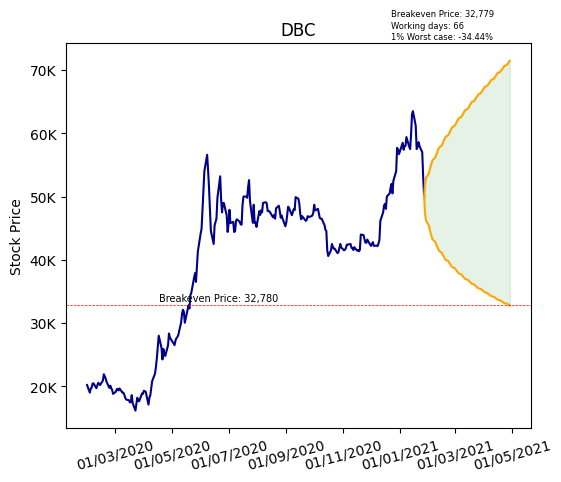 Breakeven Price: 32,779
Working days: 66
1% Worst case: -34.44%
DBC
Stock Price
70K
60K
50K
40K
30K
20K
Breakeven Price: 32,780
01/03/2020
01/05/2020
01/07/2020
01/09/2020
01/11/2020
01/01/2021
01/03/2021
01/05/2021